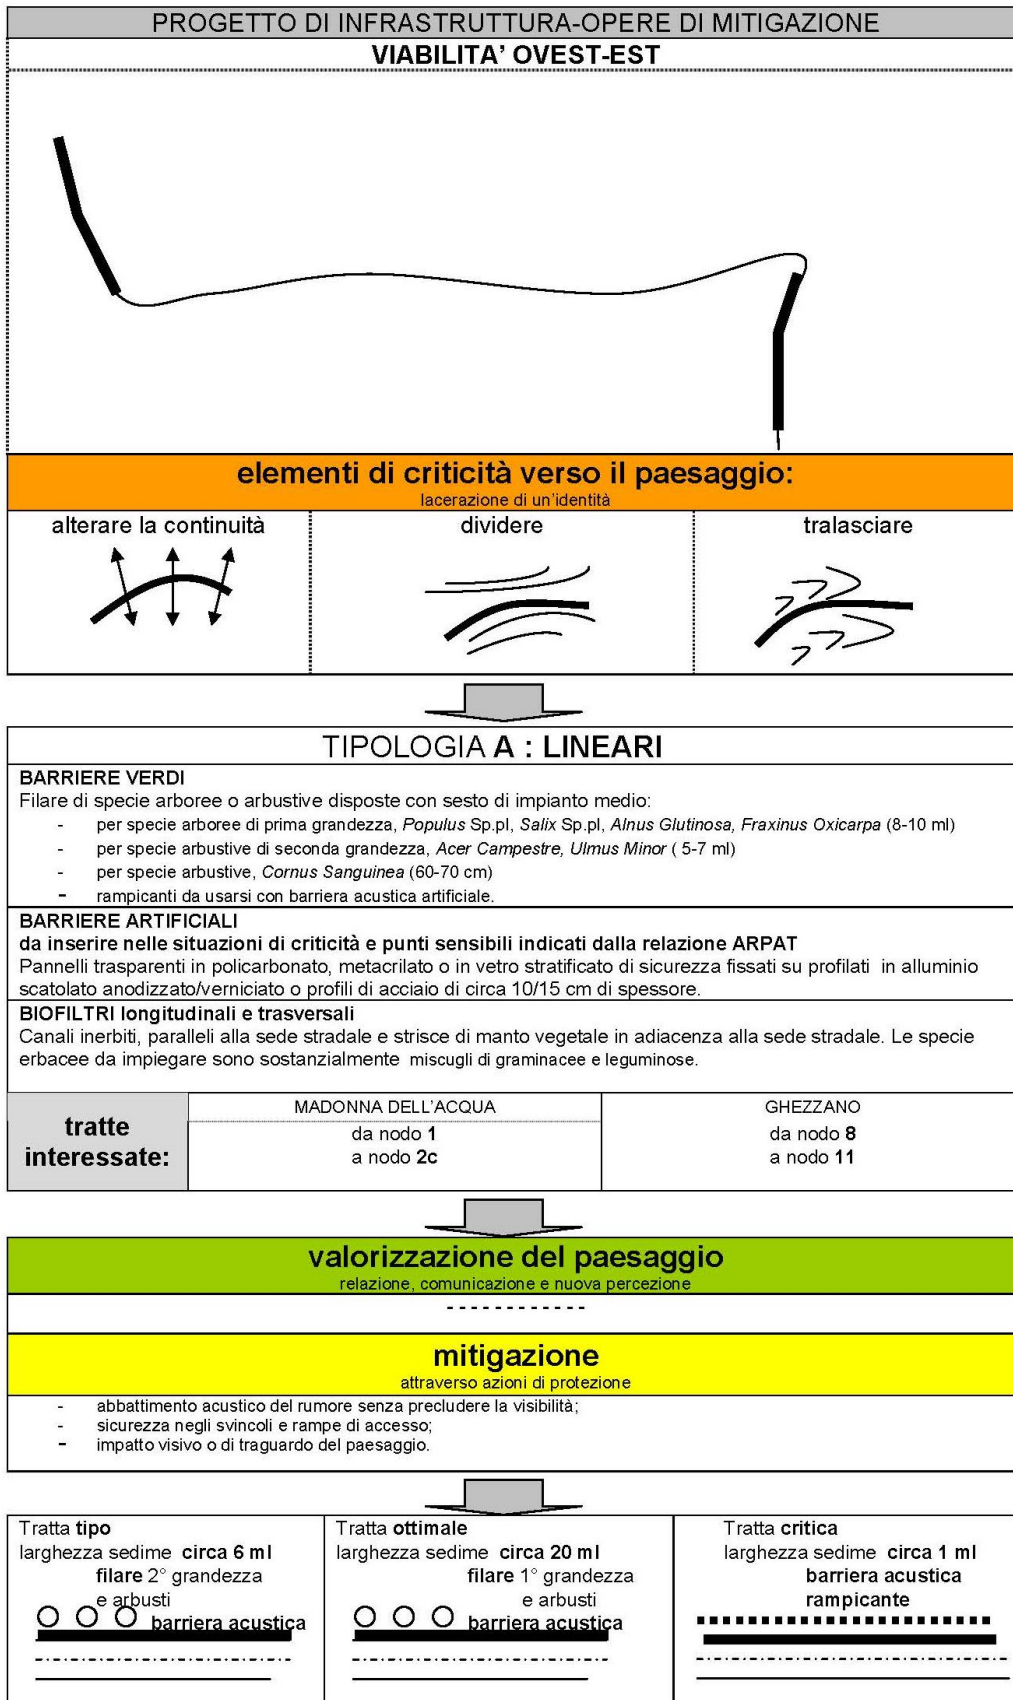 PROGETTO DI INFRASTRUTTURA-OPERE DI MITIGAZIONE
VIABILITA' OVEST-EST
elementi di criticità verso il paesaggio:
lacerazione di un'identità
alterare la continuità
dividere
tralasciare
TIPOLOGIA A : LINEARI
BARRIERE VERDI
Filare di specie arboree o arbustive disposte con sesto di impianto medio:
- per specie arboree di prima grandezza, Populus Sp.pl, Salix Sp.pl, Alnus Glutinosa, Fraxinus Oxicarpa (8-10 ml)
- per specie arbustive di seconda grandezza, Acer Campestre, Ulmus Minor ( 5-7 ml)
- per specie arbustive, Cornus Sanguinea (60-70 cm)
- rampicanti da usarsi con barriera acustica artificiale.
BARRIERE ARTIFICIALI
da inserire nelle situazioni di criticità e punti sensibili indicati dalla relazione ARPAT
Pannelli trasparenti in policarbonato, metacrilato o in vetro stratificato di sicurezza fissati su profilati in alluminio
scatolato anodizzato/verniciato o profili di acciaio di circa 10/15 cm di spessore.
BIOFILTRI longitudinali e trasversali
Canali inerbiti, paralleli alla sede stradale e strisce di manto vegetale in adiacenza alla sede stradale. Le specie
erbacee da impiegare sono sostanzialmente miscugli di graminacee e leguminose.
tratte
interessate:
MADONNA DELL'ACQUA
da nodo 1
a nodo 2c
GHEZZANO
da nodo 8
a nodo 11
valorizzazione del paesaggio
relazione, comunicazione e nuova percezione
- - - - - - - - - - - -
mitigazione
attraverso azioni di protezione
- abbattimento acustico del rumore senza precludere la visibilità;
- sicurezza negli svincoli e rampe di accesso;
- impatto visivo o di traguardo del paesaggio.
Tratta tipo
larghezza sedime circa 6 ml
filare 2° grandezza
e arbusti
barriera acustica
Tratta ottimale
larghezza sedime circa 20 ml
filare 1° grandezza
e arbusti
barriera acustica
Tratta critica
larghezza sedime circa 1 ml
barriera acustica
rampicante